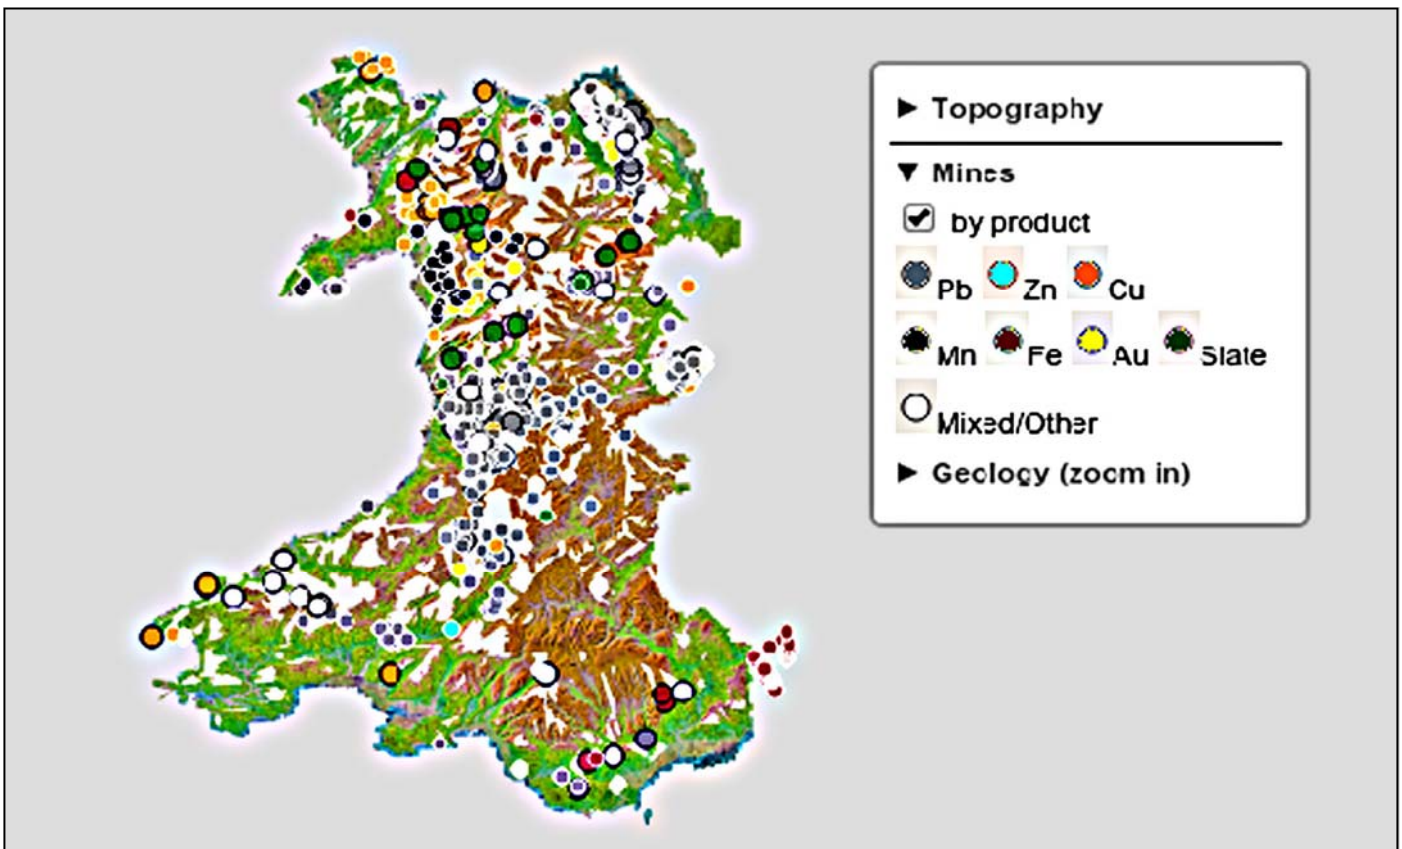 ▶ Topography
▼ Mines
by product
Pb Zn Cu
Mn Fe Au Slate
Mixed/Other
▶ Geology (zoom in)